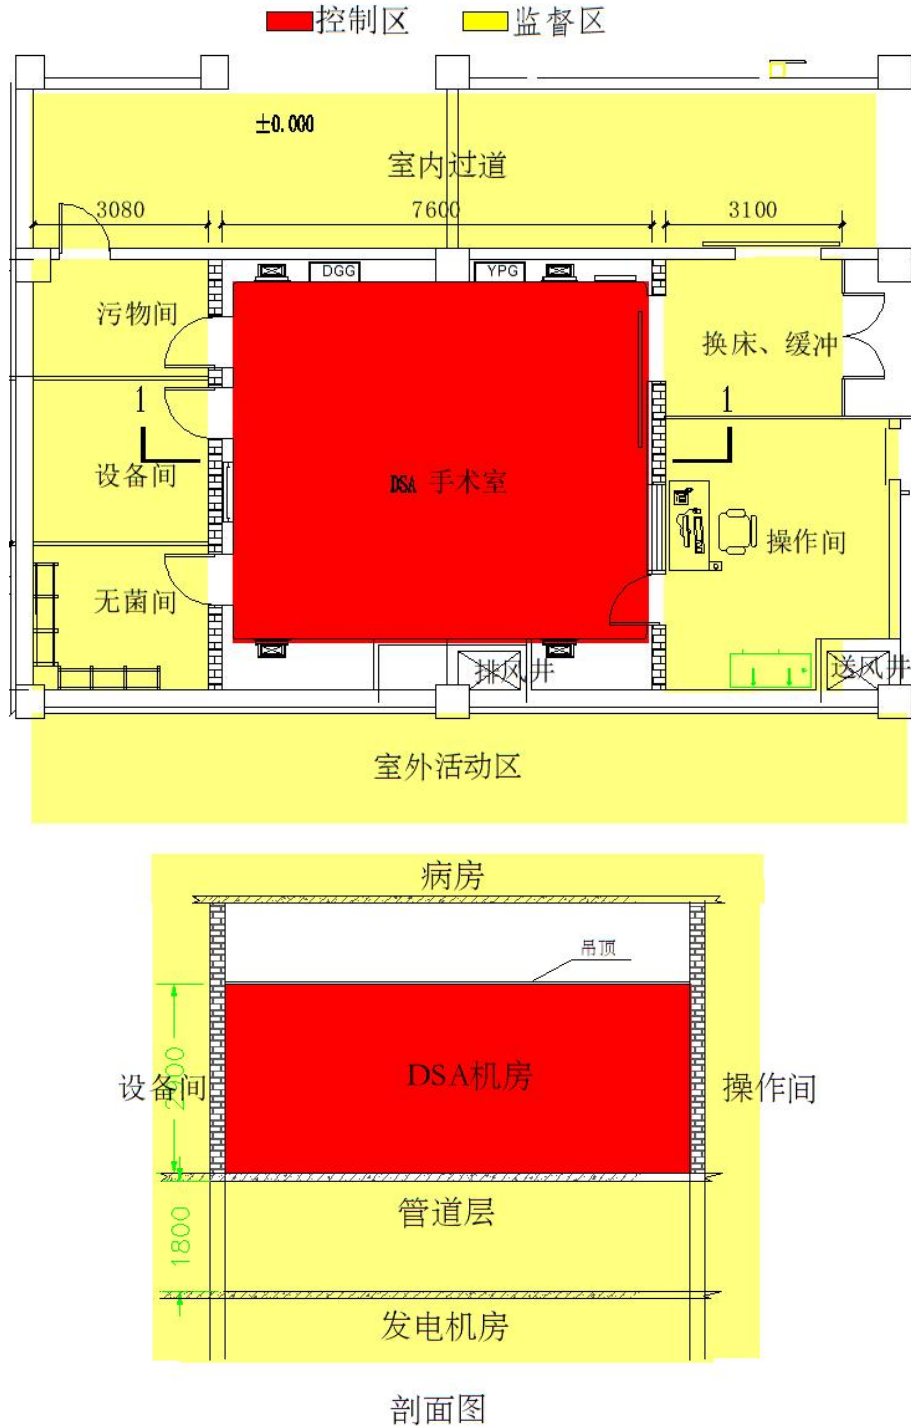 控制区 监督区
±0.000
室内过道
3080 7600 3100
DGG YPG
污物间
换床、缓冲
1 1
设备间
DSA 手术室
操作间
无菌间
排风井 送风井
室外活动区
病房
吊顶
DSA机房
设备间
操作间
管道层
1800
发电机房
剖面图